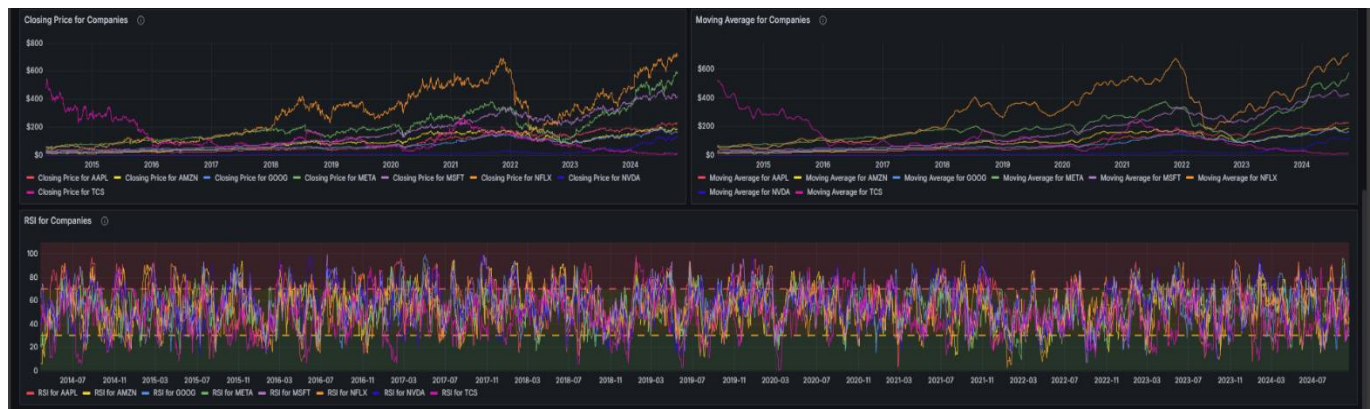 Closing Price for Companies
$800
$600
$400
$200
$0
2015 2016 2017 2018 2019 2020 2021 2022 2023 2024
Closing Price for AAPL Closing Price for AMZN Closing Price for GOOG Closing Price for META Closing Price for MSFT Closing Price for NFLX Closing Price for NVDA
Closing Price for TCS
Moving Average for Companies
$600
$400
$200
$0
2015 2016 2017 2018 2019 2020 2021 2022 2023 2024
Moving Average for AAPL Moving Average for AMZN Moving Average for GOOG Moving Average for META Moving Average for MSFT Moving Average for NFLX
Moving Average for NVDA Moving Average for TCS
RSI for Companies
100
80
60
40
20
0
2014-07 2014-11 2015-03 2015-07 2015-11 2016-03 2016-07 2016-11 2017-03 2017-07 2017-11 2018-03 2018-07 2018-11 2019-03 2019-07 2019-11 2020-03 2020-07 2020-11 2021-03 2021-07 2021-11 2022-03 2022-07 2022-11 2023-03 2023-07 2023-11 2024-03 2024-07
RSI for AAPL RSI for AMZN RSI for GOOG RSI for META RSI for MSFT RSI for NFLX RSI for NVDA RSI for TCS